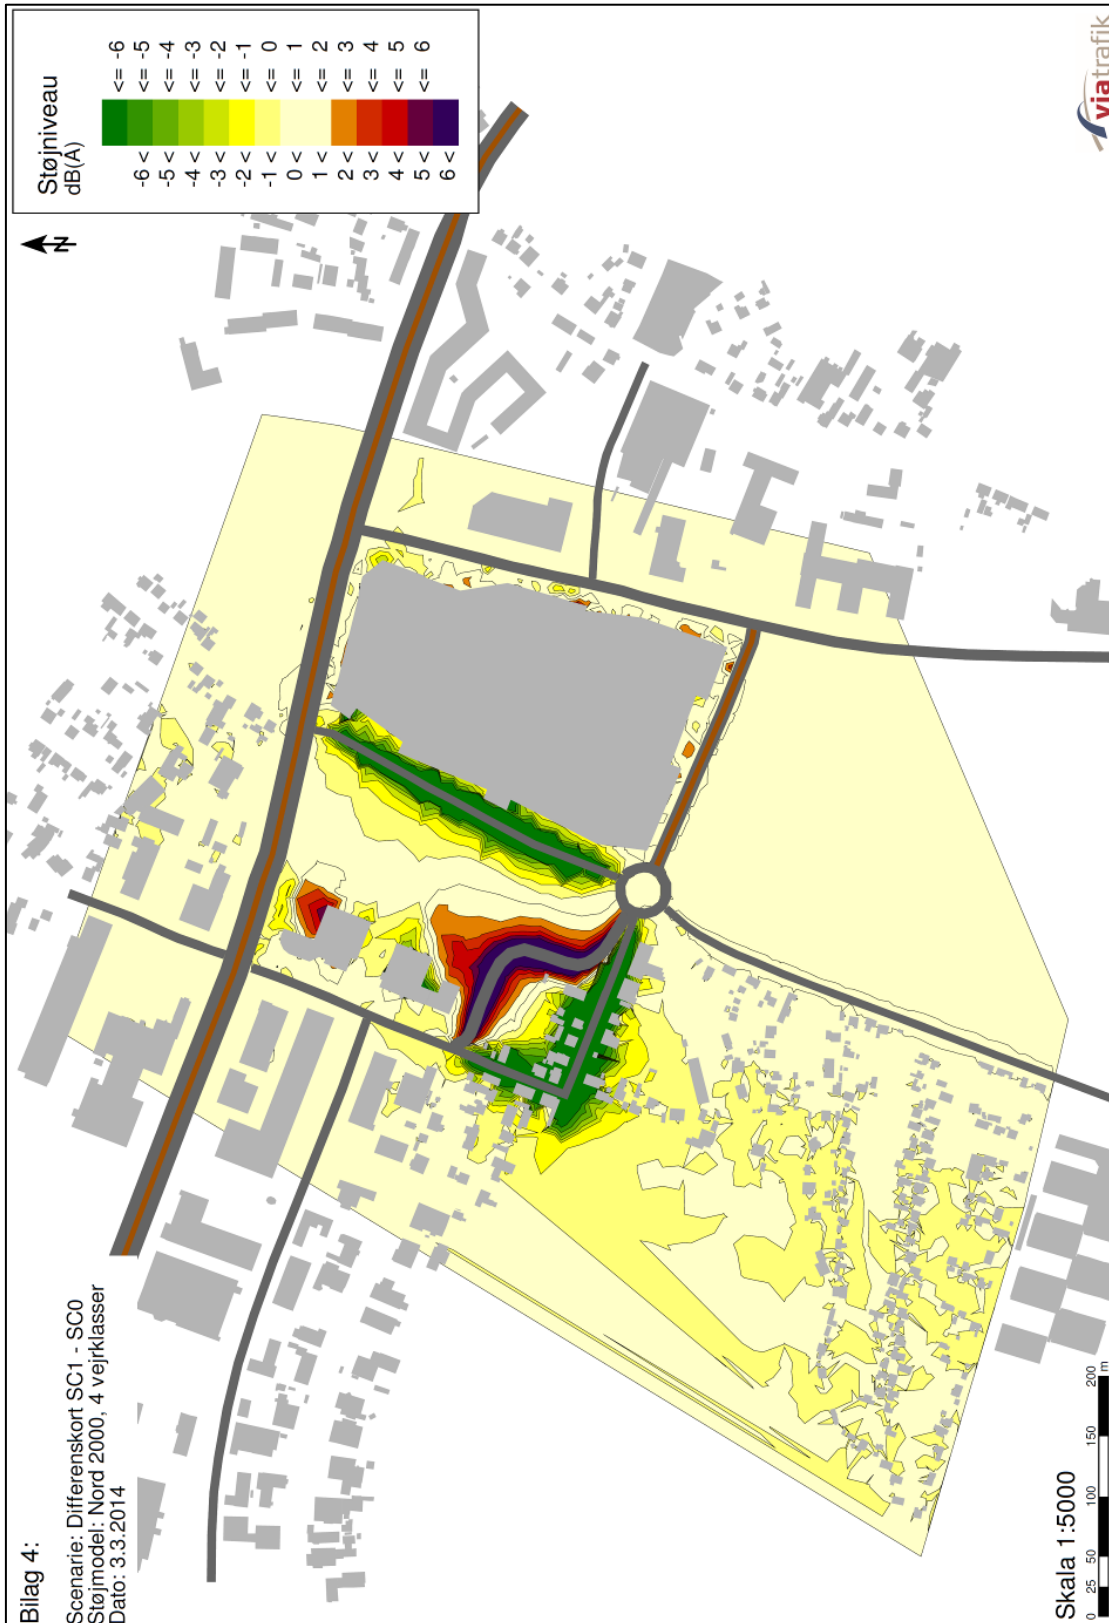 Bilag 4:
Scenarie: Differenskort SC1 - SC0
Støjmodel: Nord 2000, 4 vejrklasser
Dato: 3.3.2014
Støjniveau
dB(A)
<= -6
-6 < <= -5
-5 < <= -4
-4 < <= -3
-3 < <= -2
-2 < <= -1
-1 < <= 0
0 < <= 1
1 < <= 2
2 < <= 3
3 < <= 4
4 < <= 5
5 < <= 6
6 <
N
Skala 1:5000
0 25 50 100 150 200
m
viatrafik